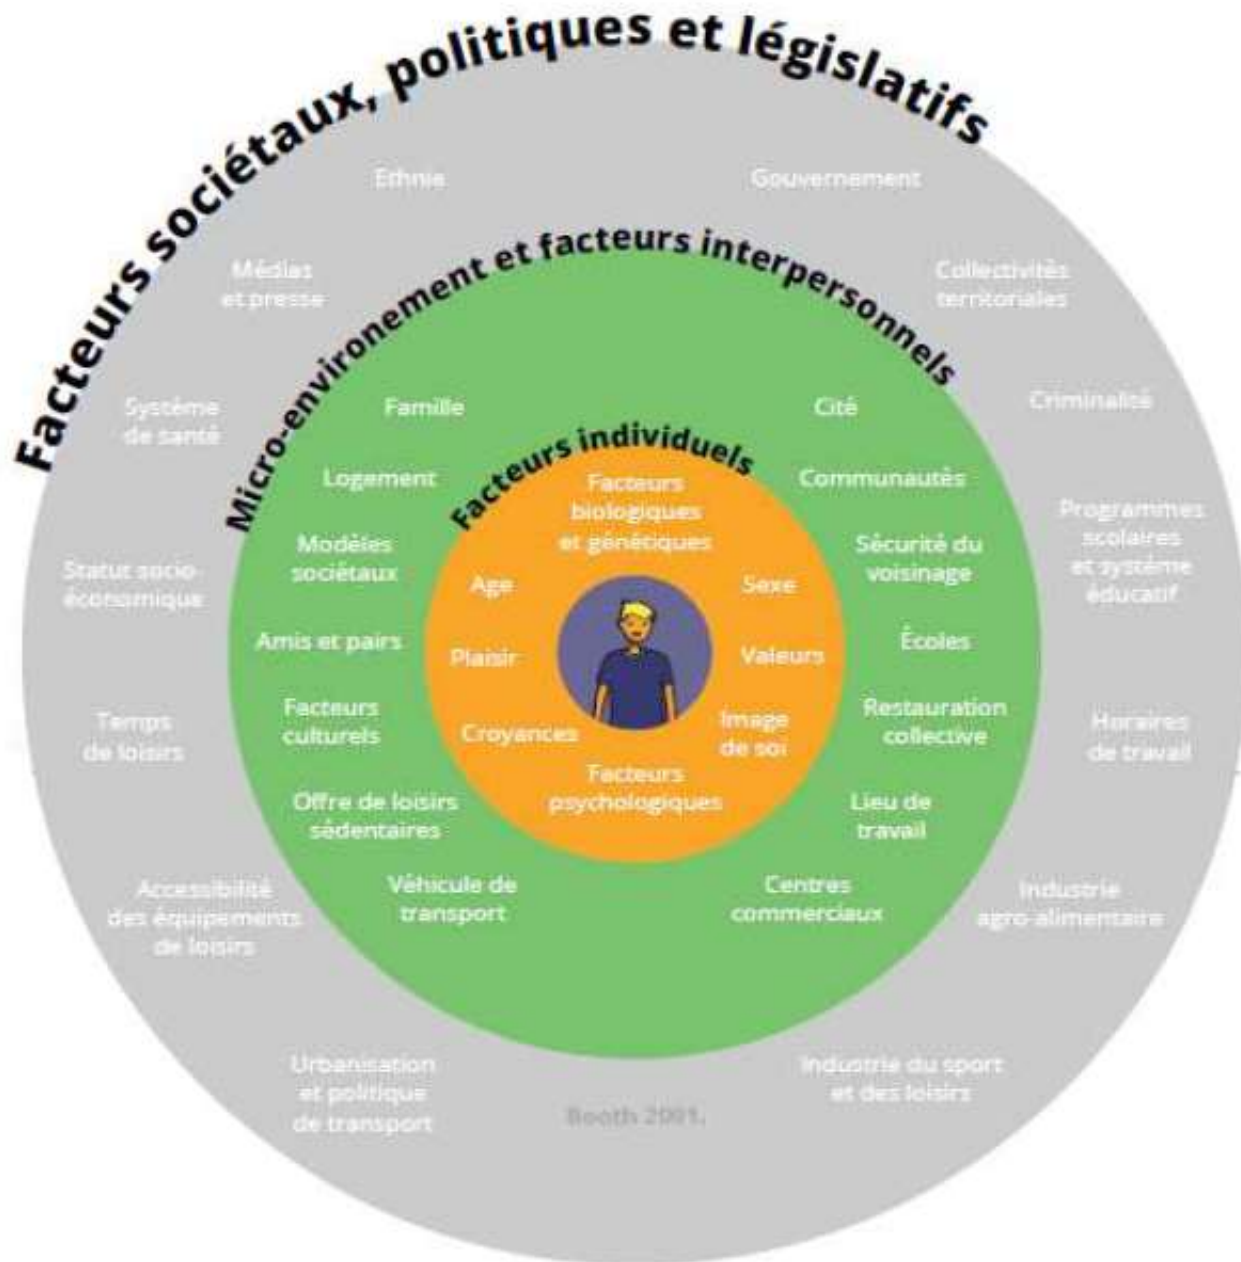 Facteurs sociétaux, politiques et législatifs
Ethnie
Gouvernement
Médias
et presse
Collectivités
territoriales
Système
de santé
Criminalité
Statut socio-
économique
Programmes
scolaires
et système
éducatif
Temps
de loisirs
Horaires
de travail
Accessibilité
des équipements
de loisirs
Industrie
agro-alimentaire
Urbanisation
et politique
de transport
Industrie du sport
et des loisirs
Booth 2001.
Micro-environement et facteurs interpersonnels
Famille
Cité
Logement
Communautés
Modèles
sociétaux
Sécurité du
voisinage
Amis et pairs
Écoles
Facteurs
culturels
Restauration
collective
Offre de loisirs
sédentaires
Lieu de
travail
Véhicule de
transport
Centres
commerciaux
Facteurs individuels
Facteurs
biologiques
et génétiques
Age
Sexe
Plaisir
Valeurs
Croyances
Image
de soi
Facteurs
psychologiques